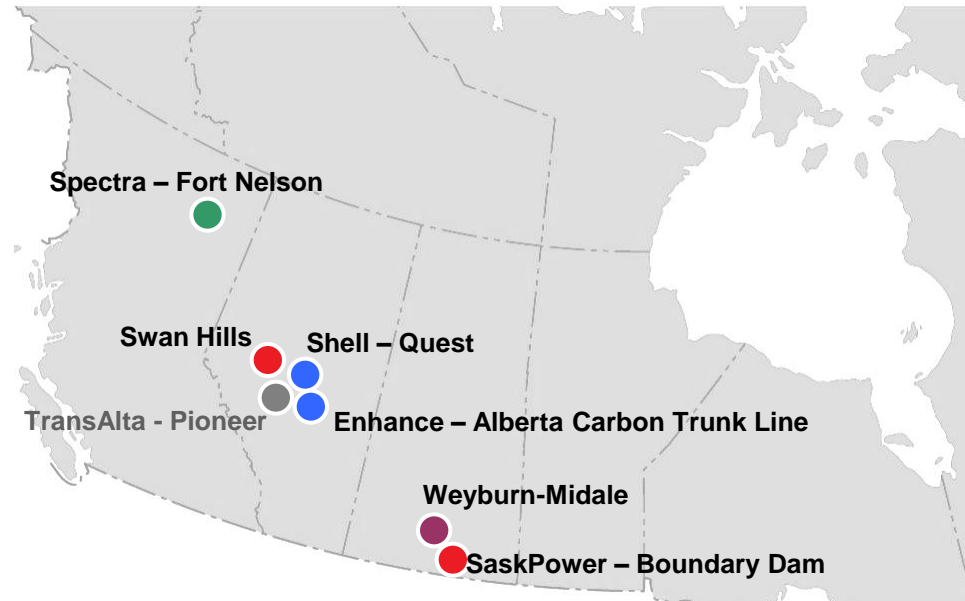 Spectra – Fort Nelson
Swan Hills
Shell – Quest
TransAlta - Pioneer
Enhance – Alberta Carbon Trunk Line
Weyburn-Midale
SaskPower – Boundary Dam